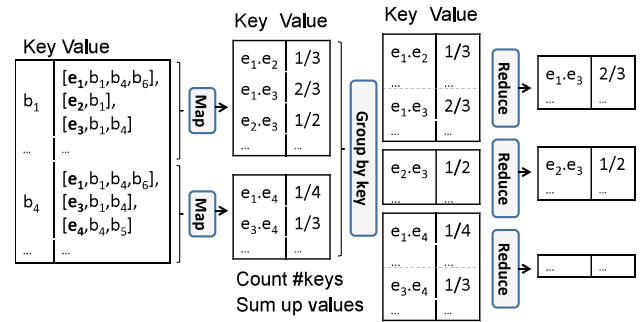 Key Value
b1
[e1,b1,b4,b6],
[e2,b1],
[e3,b1,b4]
... ...
b4
[e1,b1,b4,b6],
[e3,b1,b4],
[e4,b4,b5]
... ...
Map
Map
Key Value
e1.e2 1/3
e1.e3 2/3
e2.e3 1/2
... ...
e1.e4 1/4
e3.e4 1/3
... ...
Count #keys
Sum up values
Group by key
Key Value
e1.e2 1/3
... ...
e1.e3 2/3
... ...
e2.e3 1/2
... ...
e1.e4 1/4
... ...
e3.e4 1/3
... ...
Reduce
Reduce
Reduce
e1.e3 2/3
... ...
e2.e3 1/2
... ...
... ...